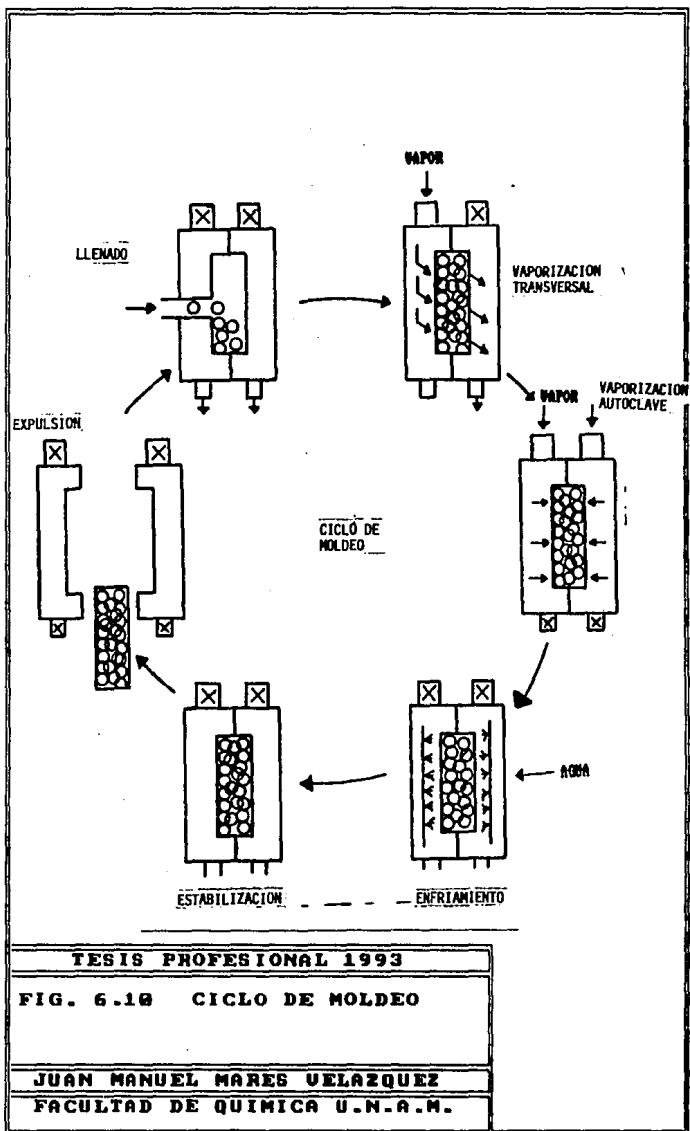 VAPOR
LLENADO
VAPORIZACION
TRANSVERSAL
VAPOR
VAPORIZACION
AUTOCLAVE
EXPULSION
CICLO DE
MOLDEO
AGUA
ESTABILIZACION
ENFRIAMIENTO
TESIS PROFESIONAL 1993
FIG. 6.10 CICLO DE MOLDEO
JUAN MANUEL MARES VELAZQUEZ
FACULTAD DE QUIMICA U.N.A.M.